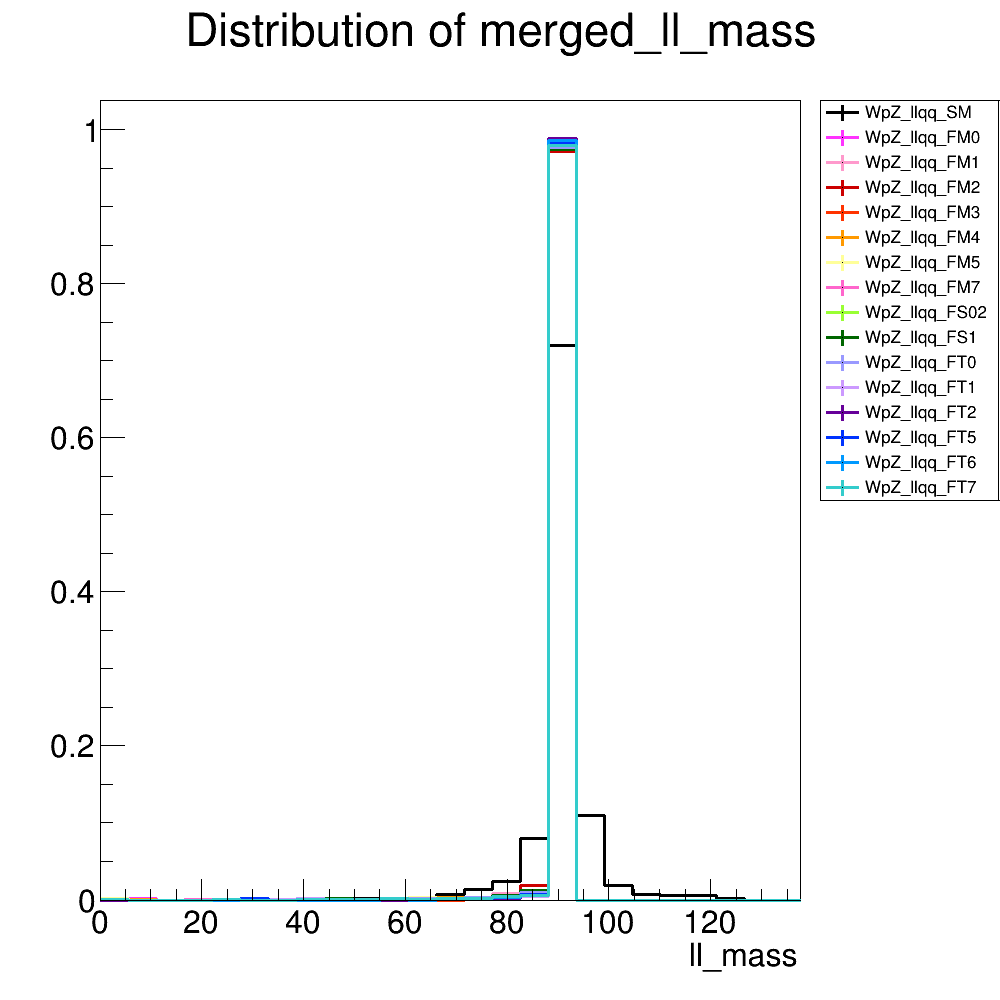 Distribution of merged_ll_mass
1
0.8
0.6
0.4
0.2
0
0 20 40 60 80 100 120
ll_mass
WpZ_llqq_SM
WpZ_llqq_FM0
WpZ_llqq_FM1
WpZ_llqq_FM2
WpZ_llqq_FM3
WpZ_llqq_FM4
WpZ_llqq_FM5
WpZ_llqq_FM7
WpZ_llqq_FS02
WpZ_llqq_FS1
WpZ_llqq_FT0
WpZ_llqq_FT1
WpZ_llqq_FT2
WpZ_llqq_FT5
WpZ_llqq_FT6
WpZ_llqq_FT7